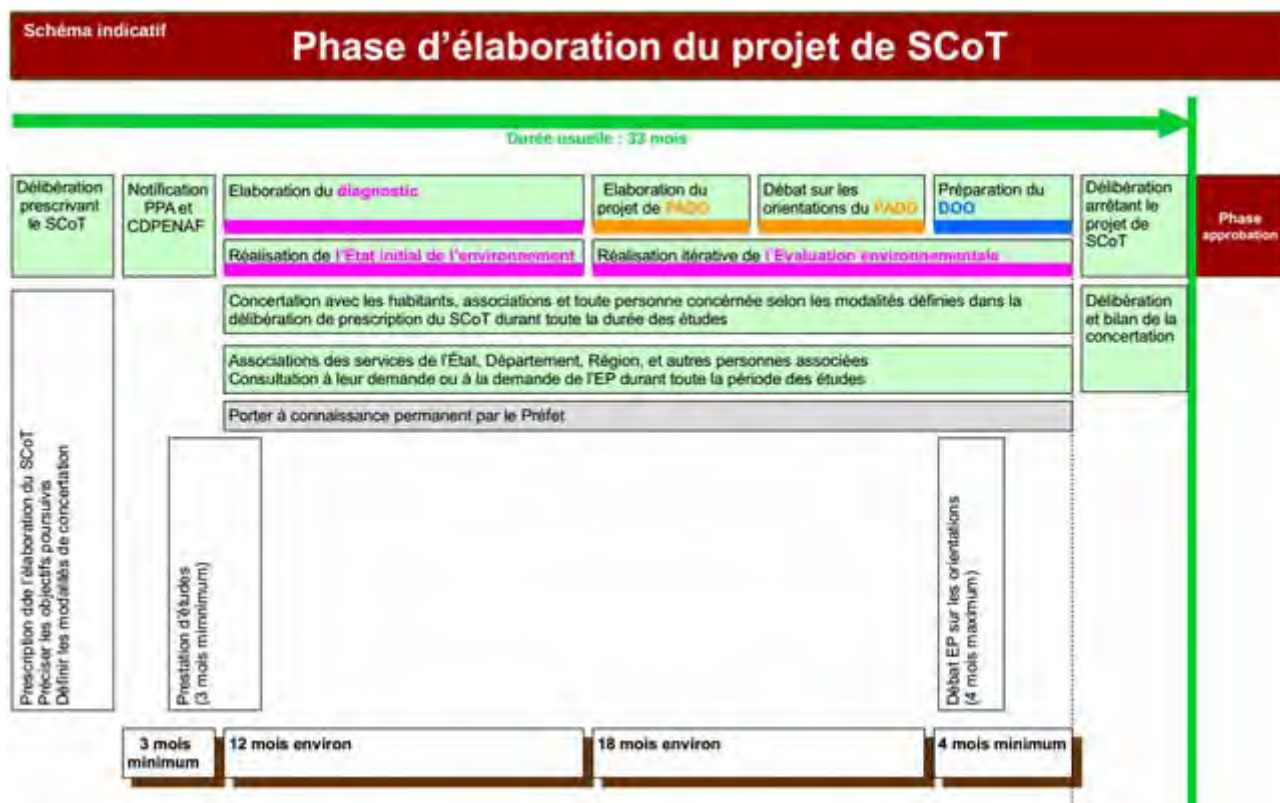 Schéma indicatif
Phase d'élaboration du projet de SCoT
Durée usuelle : 33 mois
Délibération
prescrivant
le SCoT
Notification
PPA et
CDPENAF
Elaboration du diagnostic
Elaboration du
projet de PADD
Débat sur les
orientations du PADD
Préparation du
DOO
Délibération
arrêtant le
projet de
SCoT
Phase
approbation
Réalisation de l'Etat initial de l'environnement
Réalisation itérative de l'Evaluation environnementale
Concertation avec les habitants, associations et toute personne concérnée selon les modalités définies dans la
délibération de prescription du SCoT durant toute la durée des études
Délibération
et bilan de la
concertation
Associations des services de l'État, Département, Région, et autres personnes associées
Consultation à leur demande ou à la demande de l'EP durant toute la période des études
Porter à connaissance permanent par le Préfet
Prescription dde l'élaboration du SCoT
Préciser les objectifs poursuivis
Définir les modalités de concertation
Prestation d'études
(3 mois mimnimum)
Débat EP sur les orientations
(4 mois maximum)
3 mois
minimum
12 mois environ
18 mois environ
4 mois minimum